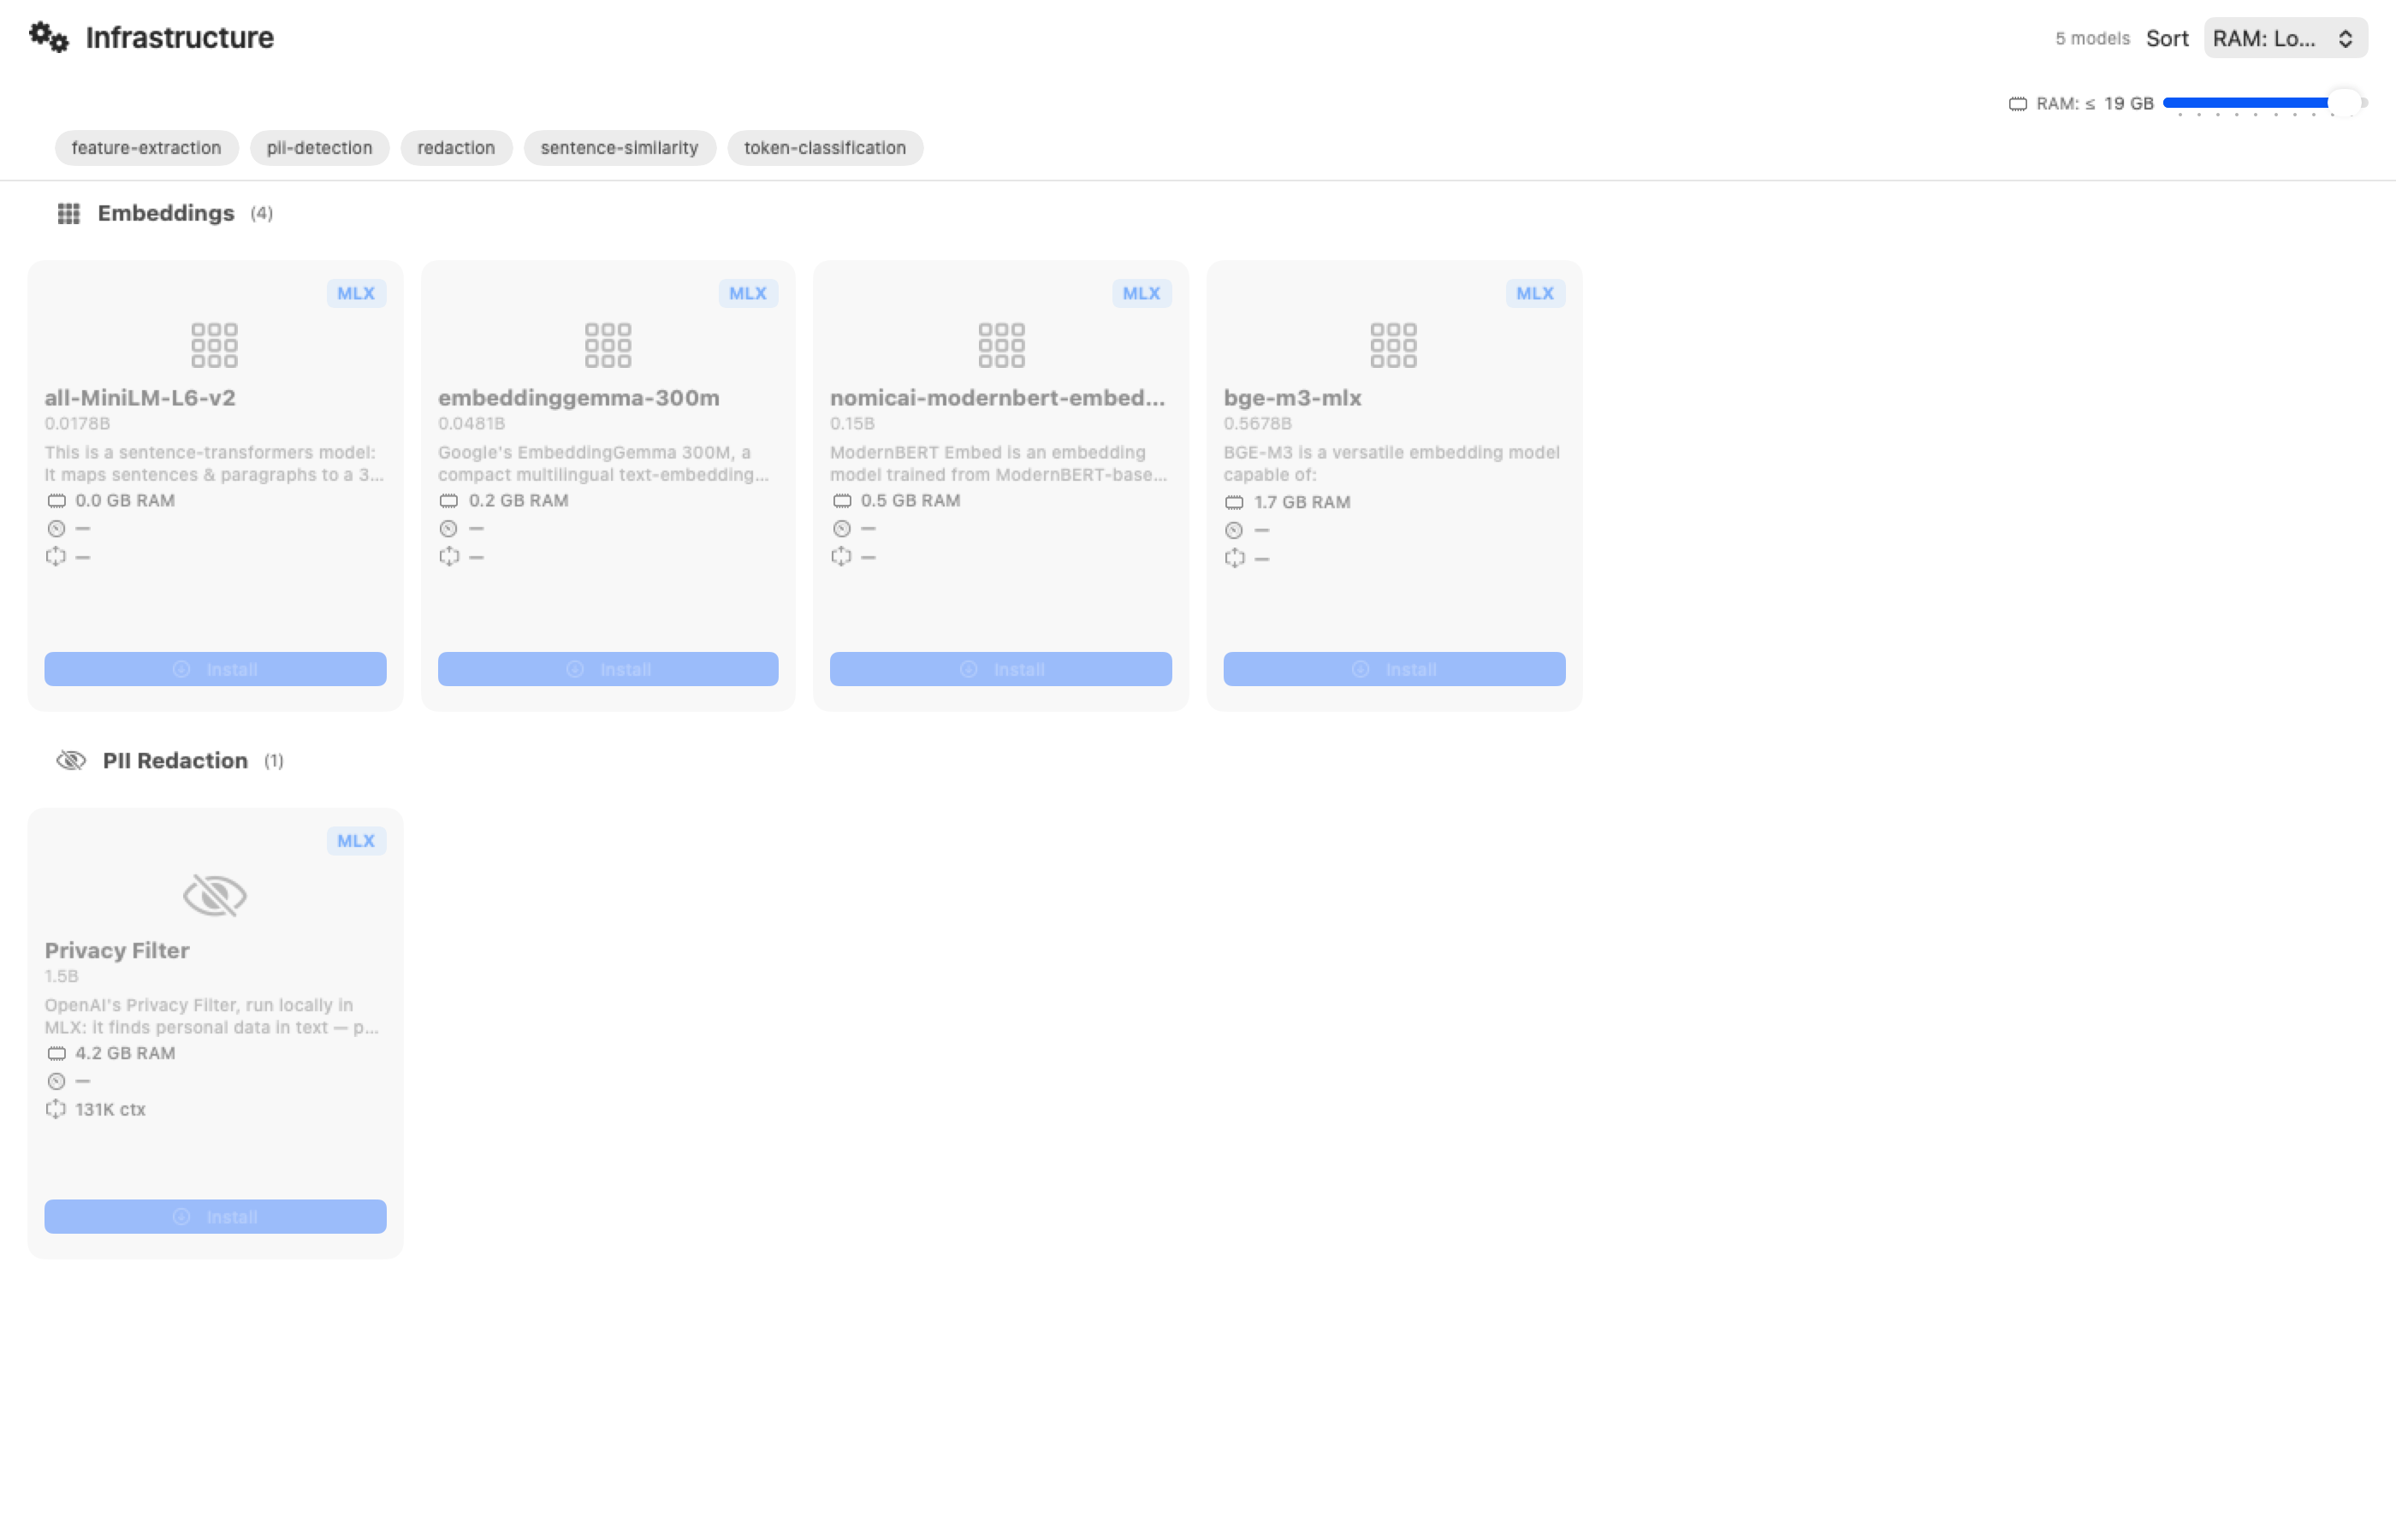 Infrastructure
5 models Sort RAM: Lo...
RAM: ≤ 19 GB
feature-extraction pii-detection redaction sentence-similarity token-classification
Embeddings (4)
MLX
all-MiniLM-L6-v2
0.0178B
This is a sentence-transformers model:
It maps sentences & paragraphs to a 3...
0.0 GB RAM
—
—
Install
MLX
embeddinggemma-300m
0.0481B
Google's EmbeddingGemma 300M, a
compact multilingual text-embedding...
0.2 GB RAM
—
—
Install
MLX
nomicai-modernbert-embed...
0.15B
ModernBERT Embed is an embedding
model trained from ModernBERT-base...
0.5 GB RAM
—
—
Install
MLX
bge-m3-mlx
0.5678B
BGE-M3 is a versatile embedding model
capable of:
1.7 GB RAM
—
—
Install
PII Redaction (1)
MLX
Privacy Filter
1.5B
OpenAI's Privacy Filter, run locally in
MLX: it finds personal data in text — p...
4.2 GB RAM
—
131K ctx
Install